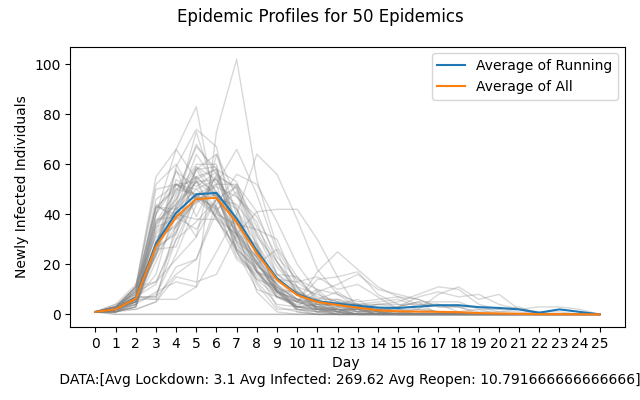 Epidemic Profiles for 50 Epidemics
Newly Infected Individuals
100
80
60
40
20
0
Average of Running
Average of All
0 1 2 3 4 5 6 7 8 9 10 11 12 13 14 15 16 17 18 19 20 21 22 23 24 25
Day
DATA:[Avg Lockdown: 3.1 Avg Infected: 269.62 Avg Reopen: 10.791666666666666]